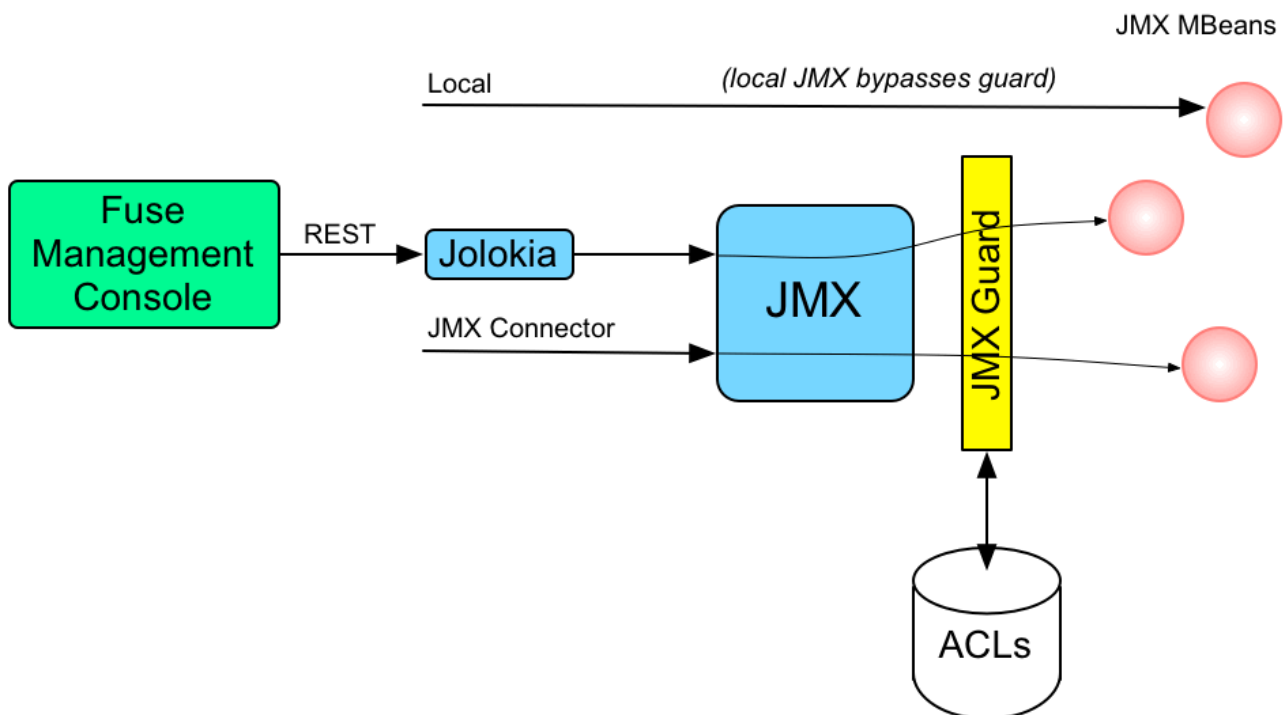 JMX MBeans
Local
(local JMX bypasses guard)
Fuse
Management
Console
REST
Jolokia
JMX Connector
JMX
JMX Guard
ACLs